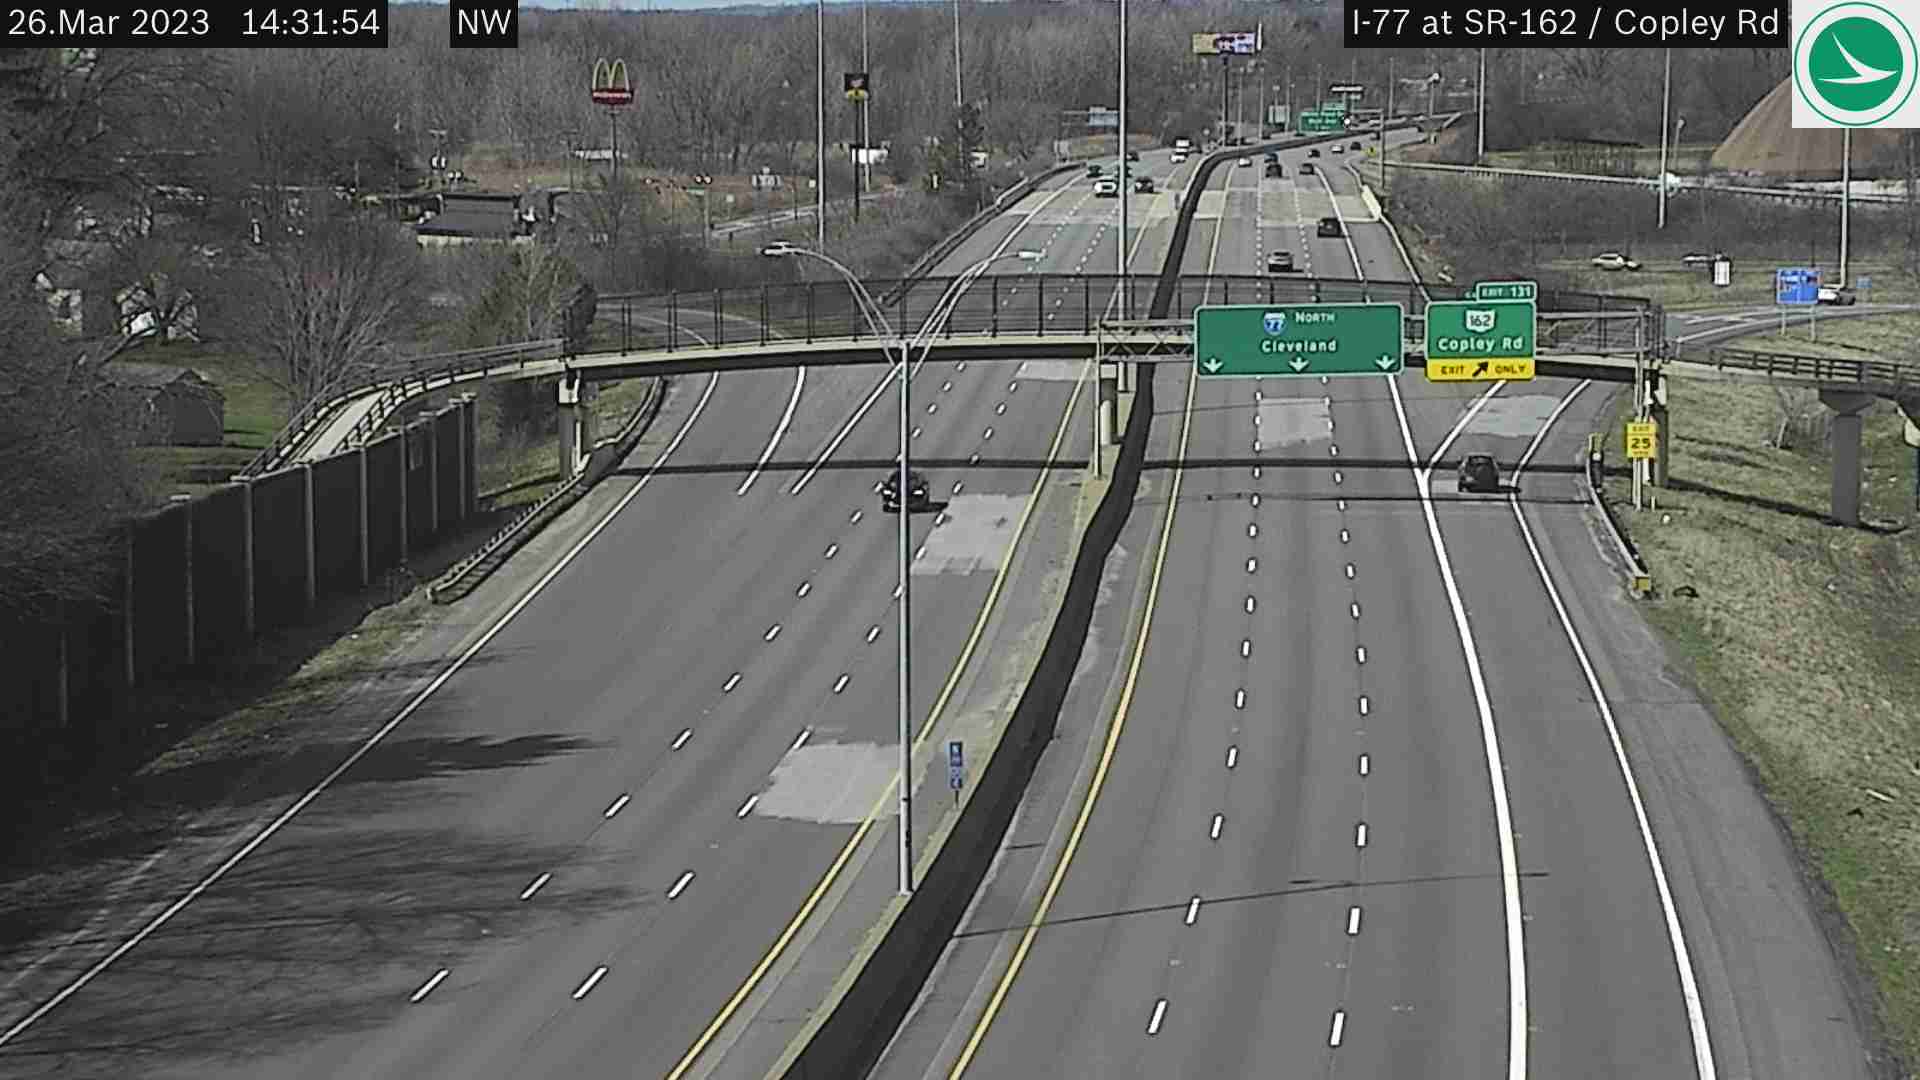 26.Mar 2023 14:31:54
NW
I-77 at SR-162 / Copley Rd
McDonald's
EXIT 131
77 NORTH
Cleveland
162
Copley Rd
EXIT ONLY
EXIT
25